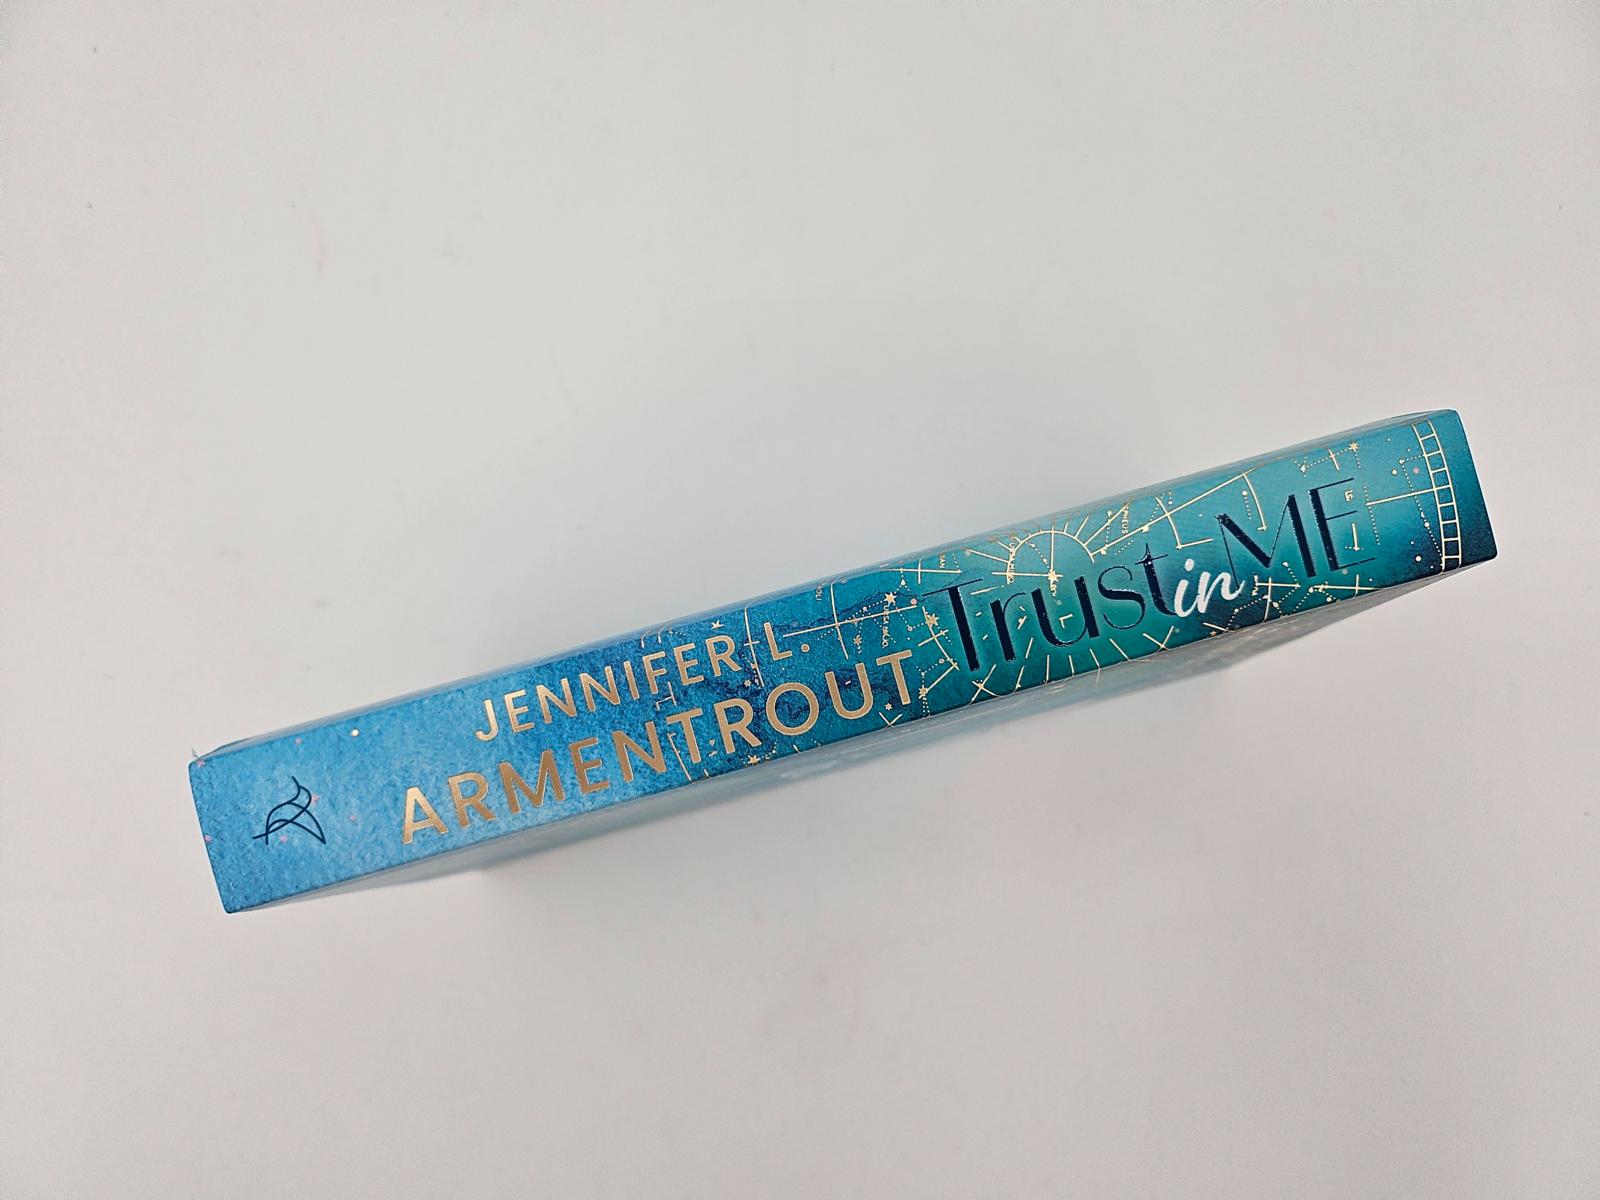 JENNIFER L.
ARMENTROUT
Trust in ME